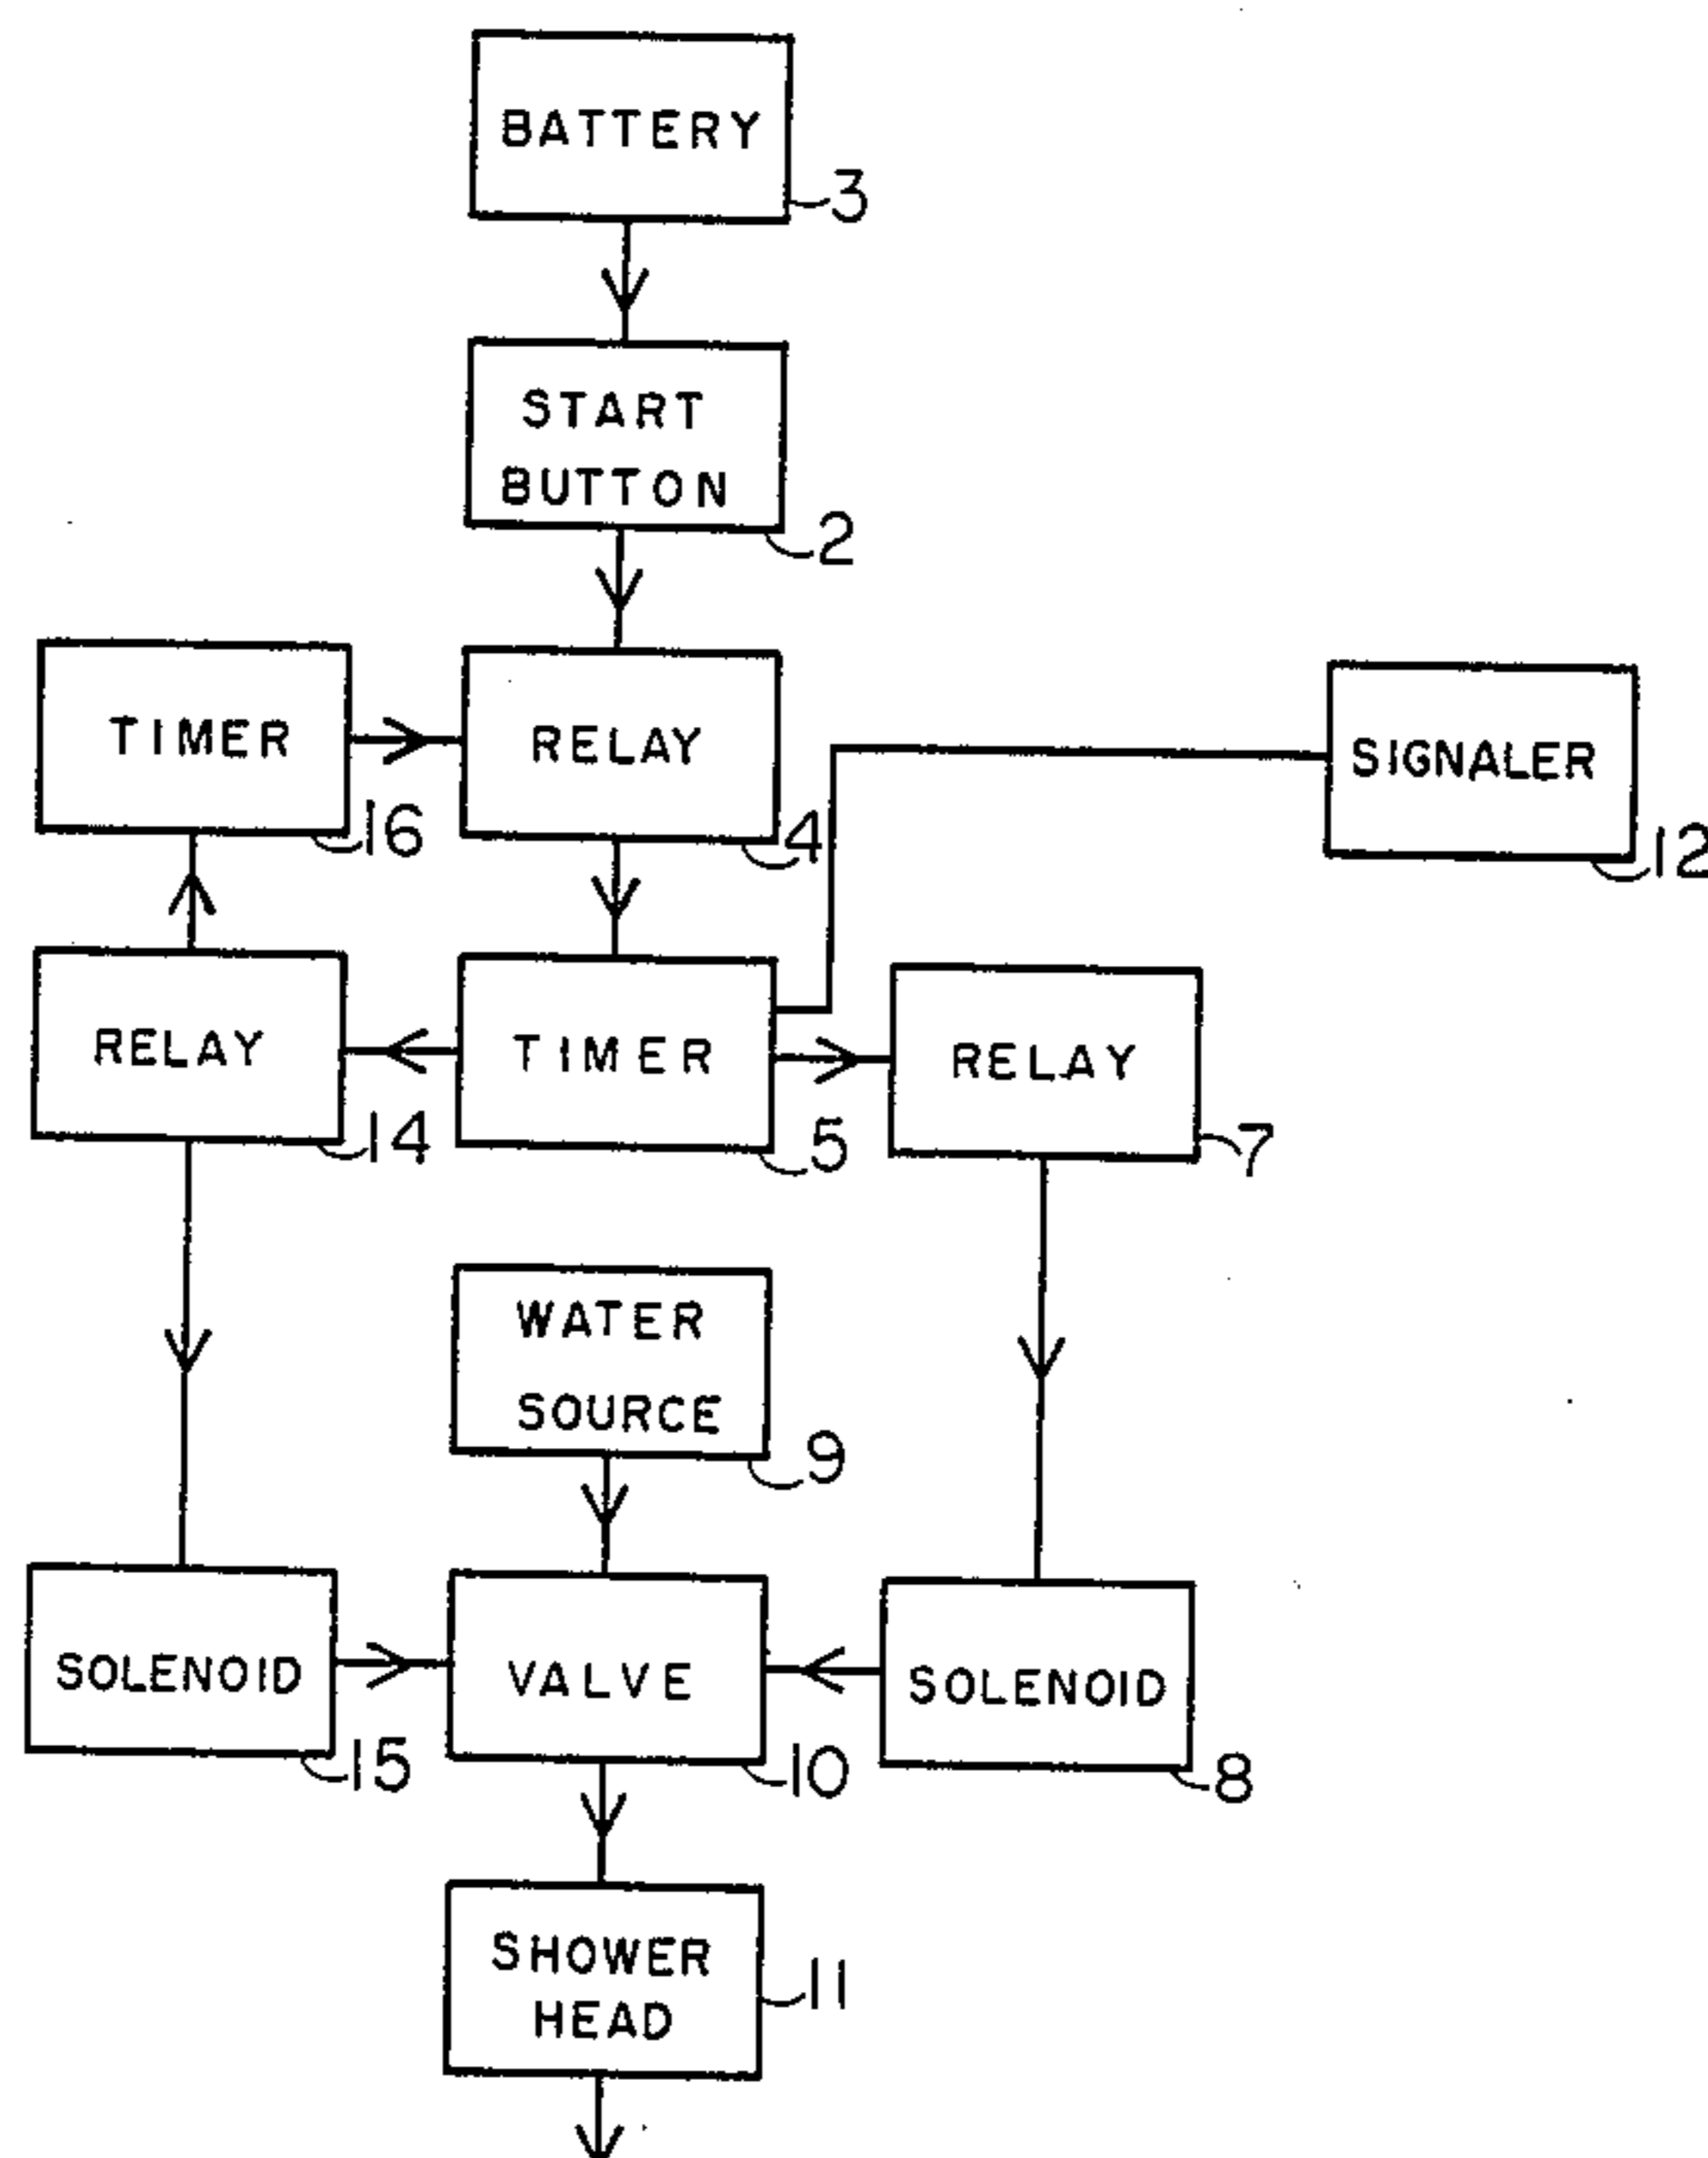 BATTERY
3
START
BUTTON
2
TIMER
16
RELAY
4
SIGNALER
12
RELAY
14
TIMER
5
RELAY
7
WATER
SOURCE
9
SOLENOID
15
VALVE
10
SOLENOID
8
SHOWER
HEAD
11